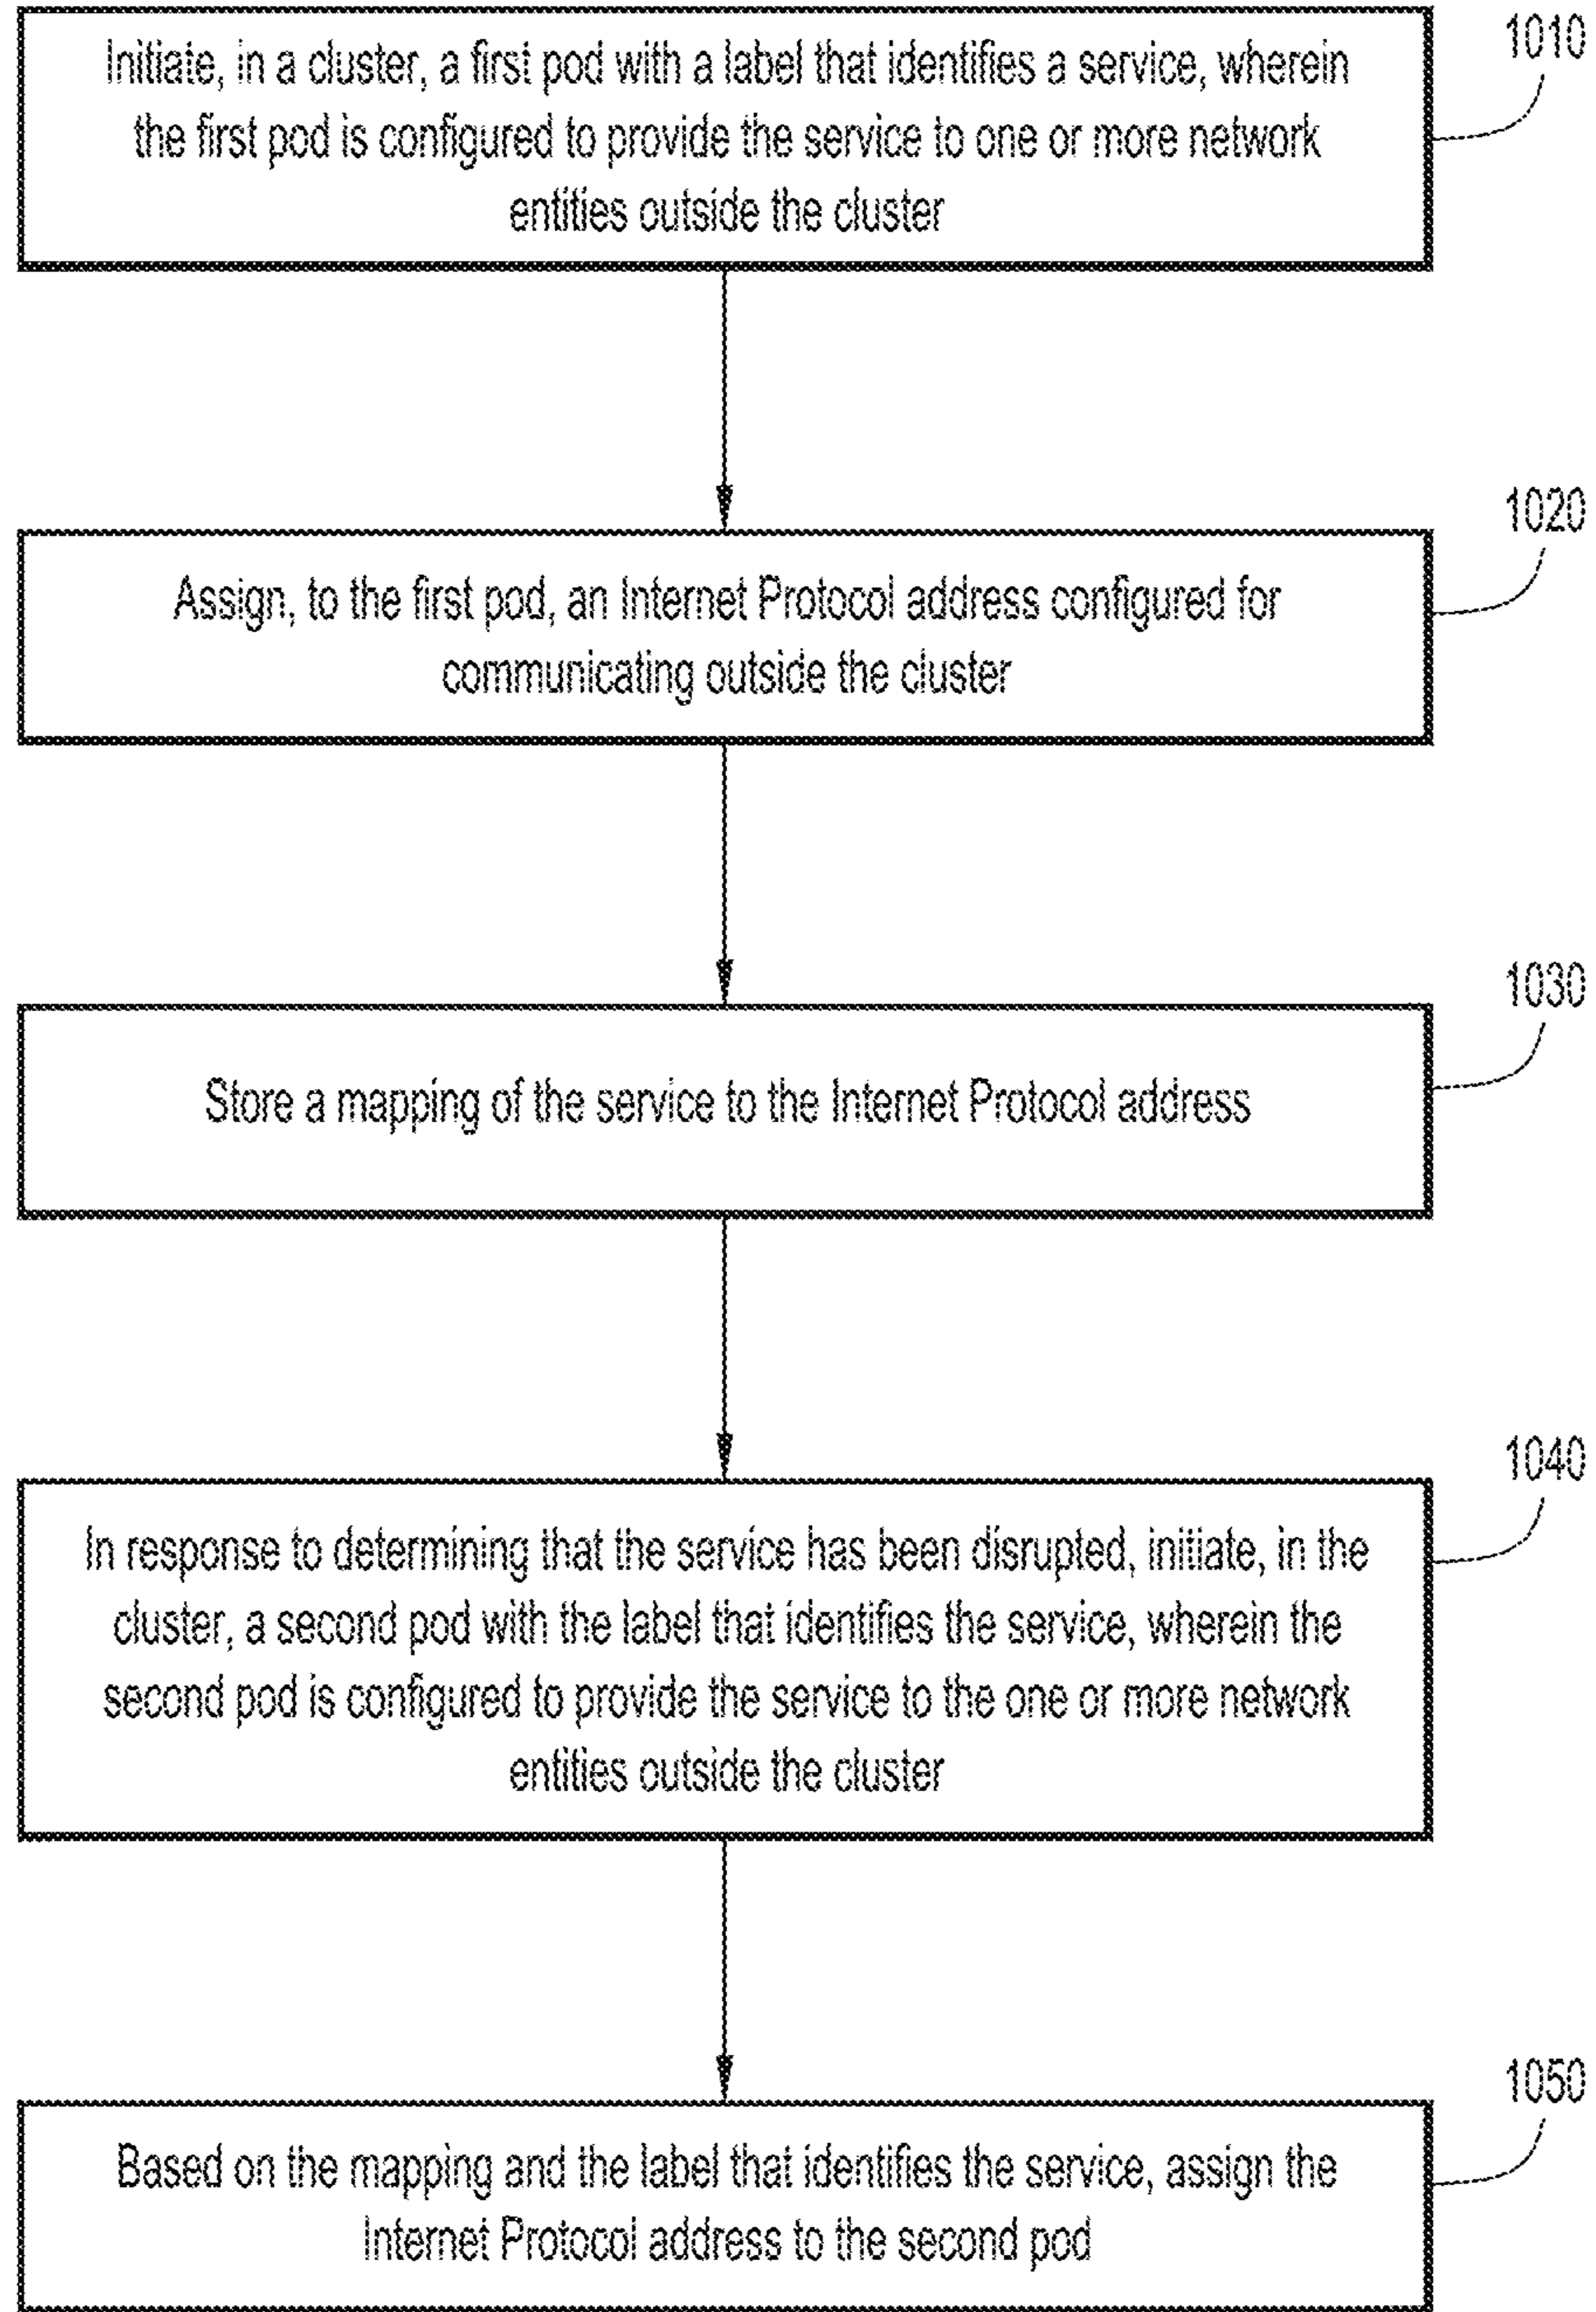 Initiate, in a cluster, a first pod with a label that identifies a service, wherein
the first pod is configured to provide the service to one or more network
entities outside the cluster
1010
Assign, to the first pod, an Internet Protocol address configured for
communicating outside the cluster
1020
Store a mapping of the service to the Internet Protocol address
1030
In response to determining that the service has been disrupted, initiate, in the
cluster, a second pod with the label that identifies the service, wherein the
second pod is configured to provide the service to the one or more network
entities outside the cluster
1040
Based on the mapping and the label that identifies the service, assign the
Internet Protocol address to the second pod
1050